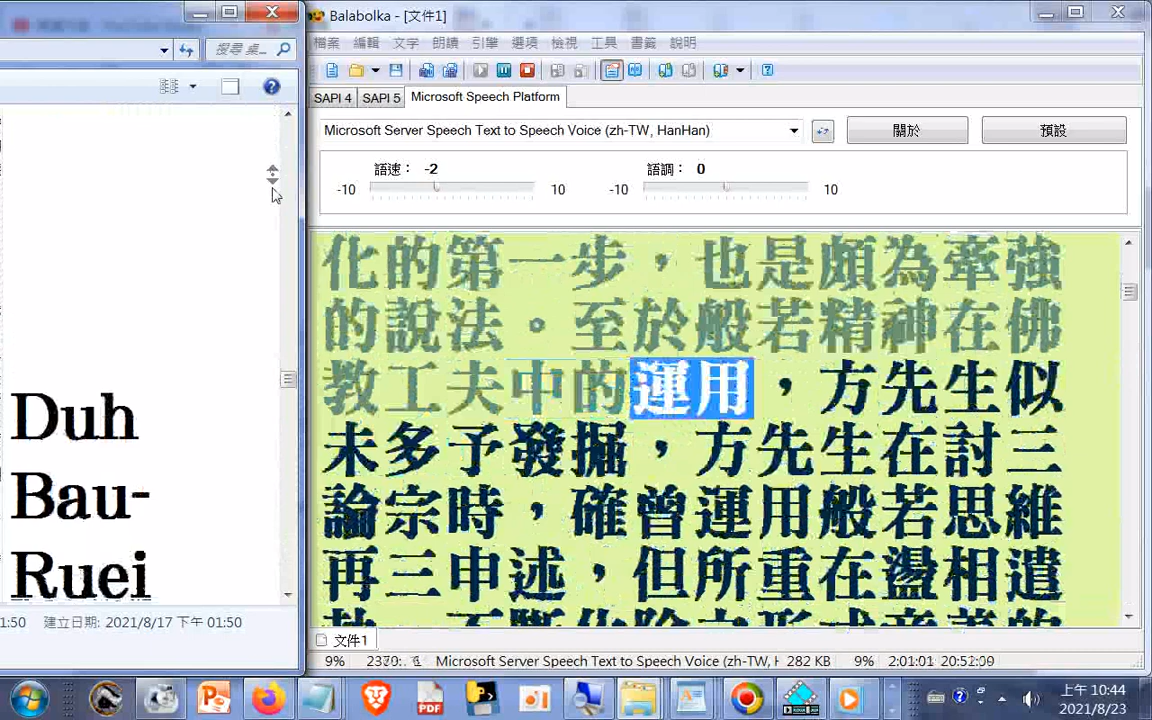 搜尋 桌...
Duh
Bau-
Ruei
1:50 建立日期: 2021/8/17 下午 01:50
Balabolka - [文件1]
檔案 編輯 文字 朗讀 引擎 選項 檢視 工具 書籤 說明
SAPI 4 SAPI 5 Microsoft Speech Platform
Microsoft Server Speech Text to Speech Voice (zh-TW, HanHan) 關於 預設
語速： -2 語調： 0
-10 10 -10 10
化的第一步，也是頗為牽強
的說法。至於般若精神在佛
教工夫中的運用，方先生似
未多予發掘，方先生在討三
論宗時，確曾運用般若思維
再三申述，但所重在盪相遣
文件1
9% Microsoft Server Speech Text to Speech Voice (zh-TW, H 282 KB 9% 2:01:01 20:52:09
PDF
上午 10:44
2021/8/23